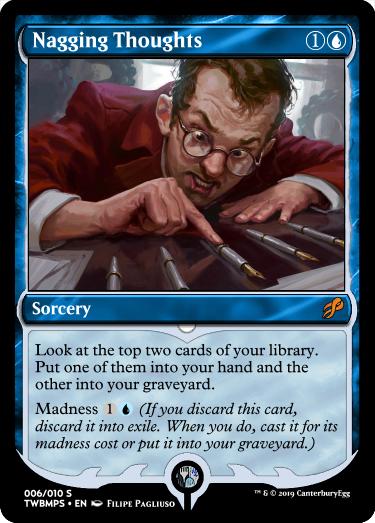 Nagging Thoughts 1
Sorcery
Look at the top two cards of your library.
Put one of them into your hand and the
other into your graveyard.
Madness 1 (If you discard this card,
discard it into exile. When you do, cast it for its
madness cost or put it into your graveyard.)
006/010 S
™ & © 2019 CanterburyEgg
TWBMPS • EN Filipe Pagliuso